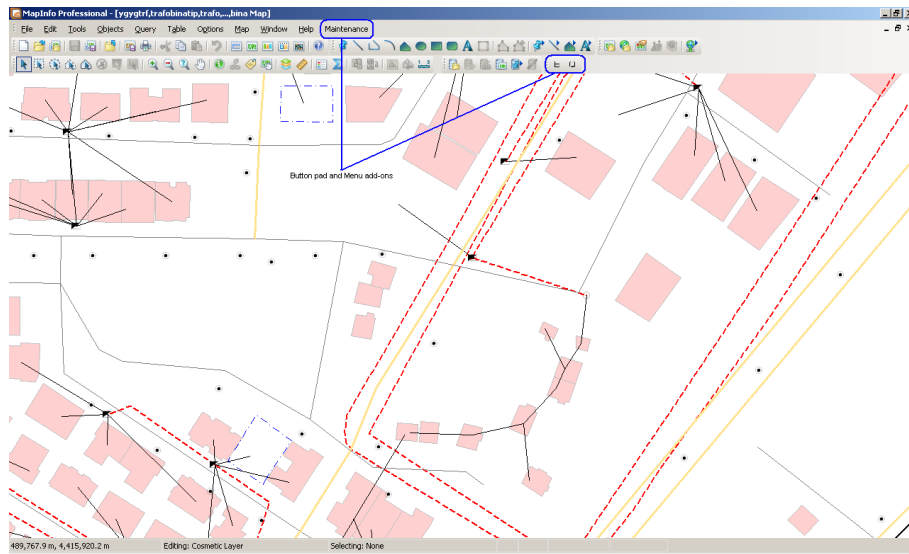 MapInfo Professional - [ygygtrf,trafobinatip,trafo,...,bina Map]
File Edit Tools Objects Query Table Options Map Window Help Maintenance
E U
Button pad and Menu add-ons
489,767.9 m, 4,415,920.2 m Editing: Cosmetic Layer Selecting: None